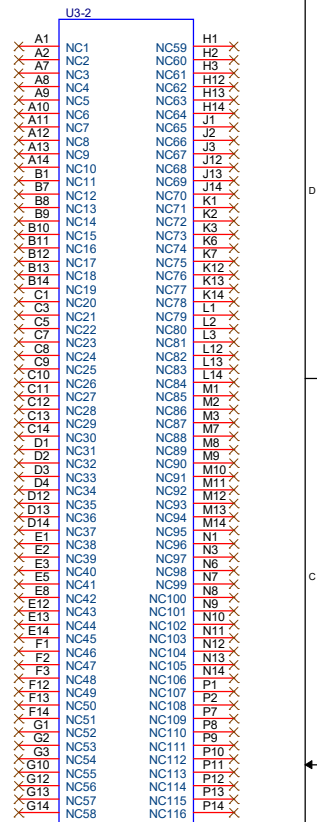 U3-2
A1 NC1 NC59 H1
A2 NC2 NC60 H2
A7 NC3 NC61 H3
A8 NC4 NC62 H12
A9 NC5 NC63 H13
A10 NC6 NC64 H14
A11 NC7 NC65 J1
A12 NC8 NC66 J2
A13 NC9 NC67 J3
A14 NC10 NC68 J12
B1 NC11 NC69 J13
B7 NC12 NC70 J14
D
B8 NC13 NC71 K1
B9 NC14 NC72 K2
B10 NC15 NC73 K3
B11 NC16 NC74 K6
B12 NC17 NC75 K7
B13 NC18 NC76 K12
B14 NC19 NC77 K13
C1 NC20 NC78 K14
C3 NC21 NC79 L1
C5 NC22 NC80 L2
C7 NC23 NC81 L3
C8 NC24 NC82 L12
C9 NC25 NC83 L13
C10 NC26 NC84 L14
C11 NC27 NC85 M1
C12 NC28 NC86 M2
C13 NC29 NC87 M3
C14 NC30 NC88 M7
D1 NC31 NC89 M8
D2 NC32 NC90 M9
D3 NC33 NC91 M10
D4 NC34 NC92 M11
D12 NC35 NC93 M12
D13 NC36 NC94 M13
D14 NC37 NC95 M14
E1 NC38 NC96 N1
E2 NC39 NC97 N3
E3 NC40 NC98 N6
E5 NC41 NC99 N7
C
E8 NC42 NC100 N8
E12 NC43 NC101 N9
E13 NC44 NC102 N10
E14 NC45 NC103 N11
F1 NC46 NC104 N12
F2 NC47 NC105 N13
F3 NC48 NC106 N14
F12 NC49 NC107 P1
F13 NC50 NC108 P2
F14 NC51 NC109 P7
G1 NC52 NC110 P8
G2 NC53 NC111 P9
G3 NC54 NC112 P10
G10 NC55 NC113 P11
G12 NC56 NC114 P12
G13 NC57 NC115 P13
G14 NC58 NC116 P14